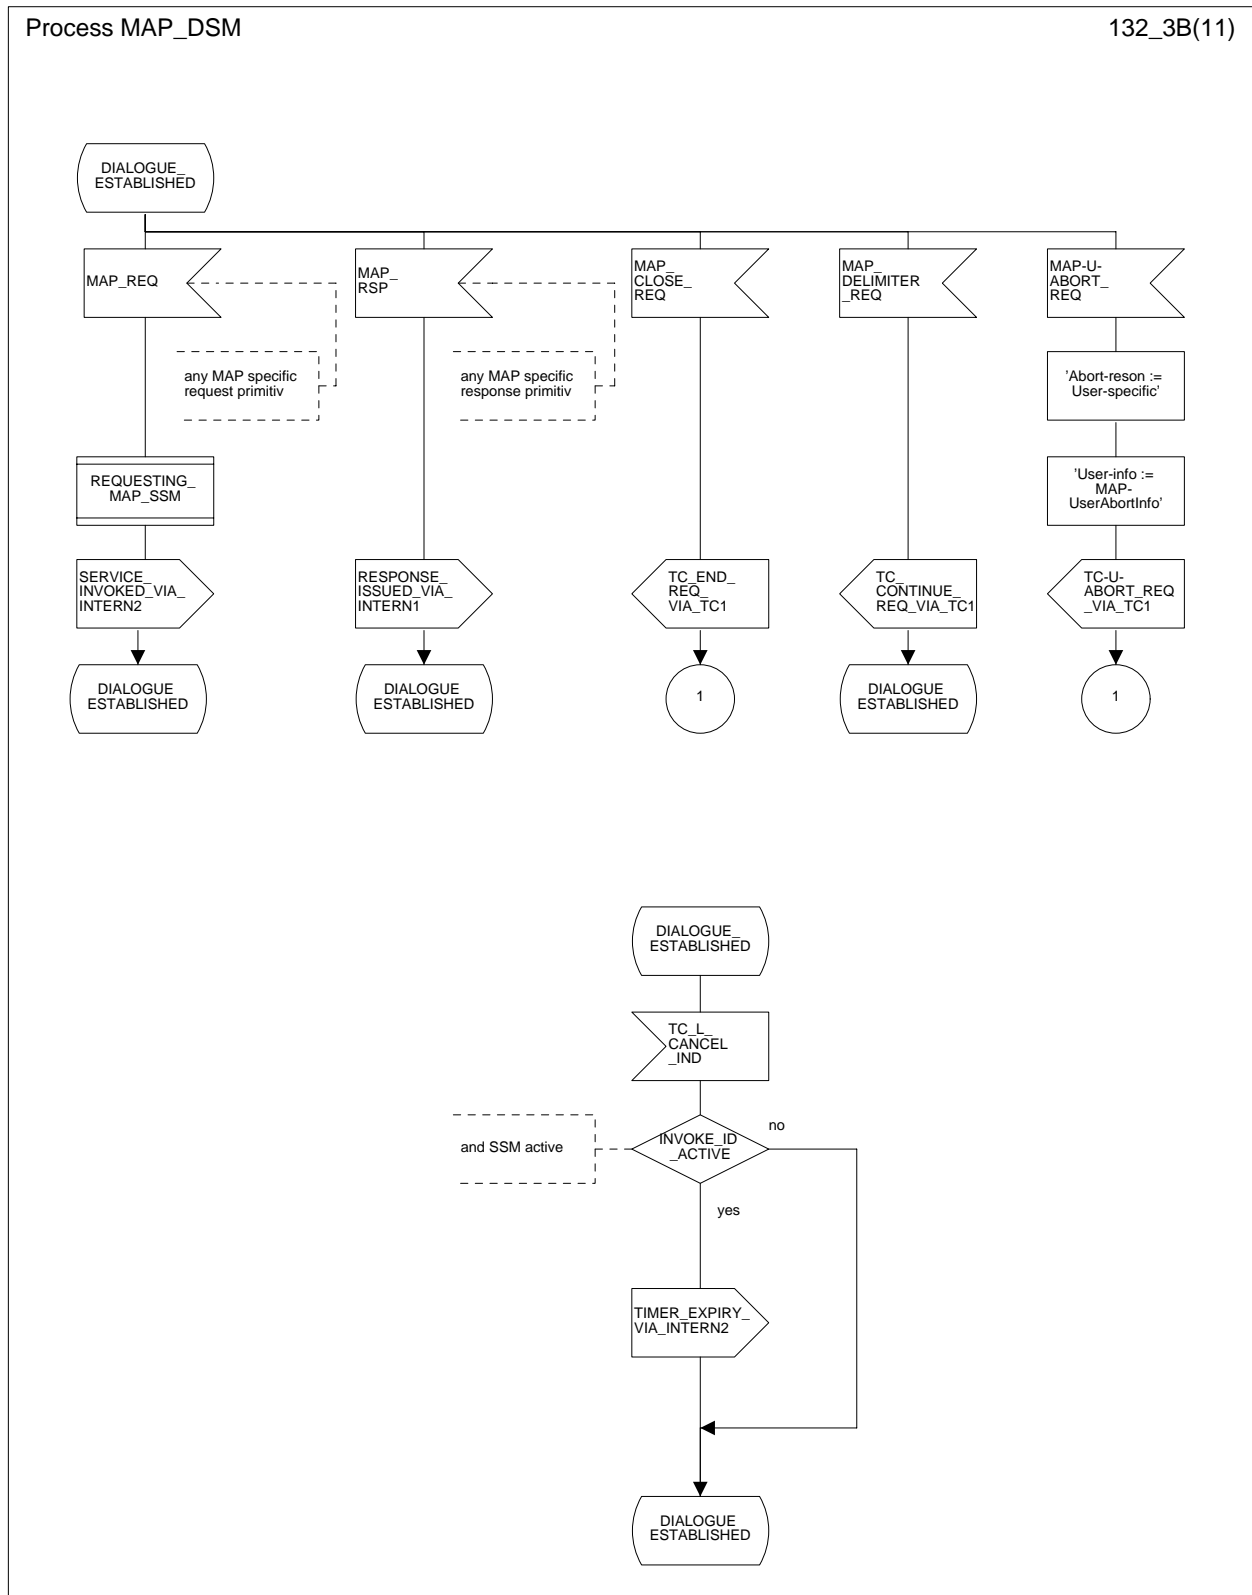 Process MAP_DSM
132_3B(11)
DIALOGUE_
ESTABLISHED
MAP_REQ
MAP_
RSP
MAP_
CLOSE_
REQ
MAP_
DELIMITER
_REQ
MAP-U-
ABORT_
REQ
any MAP specific
request primitiv
any MAP specific
response primitiv
'Abort-reson :=
User-specific'
REQUESTING_
MAP_SSM
'User-info :=
MAP-
UserAbortInfo'
SERVICE_
INVOKED_VIA_
INTERN2
RESPONSE_
ISSUED_VIA_
INTERN1
TC_END_
REQ_
VIA_TC1
TC_
CONTINUE_
REQ_VIA_TC1
TC-U-
ABORT_REQ
_VIA_TC1
DIALOGUE
ESTABLISHED
DIALOGUE
ESTABLISHED
1
DIALOGUE
ESTABLISHED
1
DIALOGUE_
ESTABLISHED
TC_L_
CANCEL
_IND
and SSM active
INVOKE_ID
_ACTIVE
no
yes
TIMER_EXPIRY_
VIA_INTERN2
DIALOGUE
ESTABLISHED